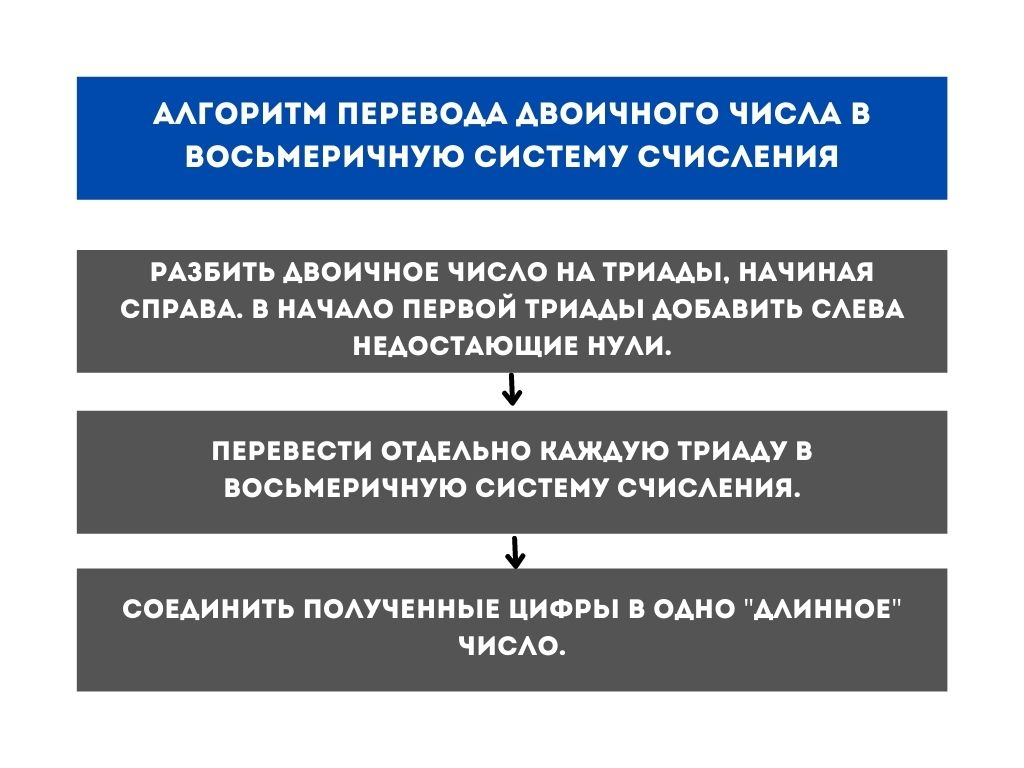 АЛГОРИТМ ПЕРЕВОДА ДВОИЧНОГО ЧИСЛА В
ВОСЬМЕРИЧНУЮ СИСТЕМУ СЧИСЛЕНИЯ
РАЗБИТЬ ДВОИЧНОЕ ЧИСЛО НА ТРИАДЫ, НАЧИНАЯ
СПРАВА. В НАЧАЛО ПЕРВОЙ ТРИАДЫ ДОБАВИТЬ СЛЕВА
НЕДОСТАЮЩИЕ НУЛИ.
ПЕРЕВЕСТИ ОТДЕЛЬНО КАЖДУЮ ТРИАДУ В
ВОСЬМЕРИЧНУЮ СИСТЕМУ СЧИСЛЕНИЯ.
СОЕДИНИТЬ ПОЛУЧЕННЫЕ ЦИФРЫ В ОДНО "ДЛИННОЕ"
ЧИСЛО.